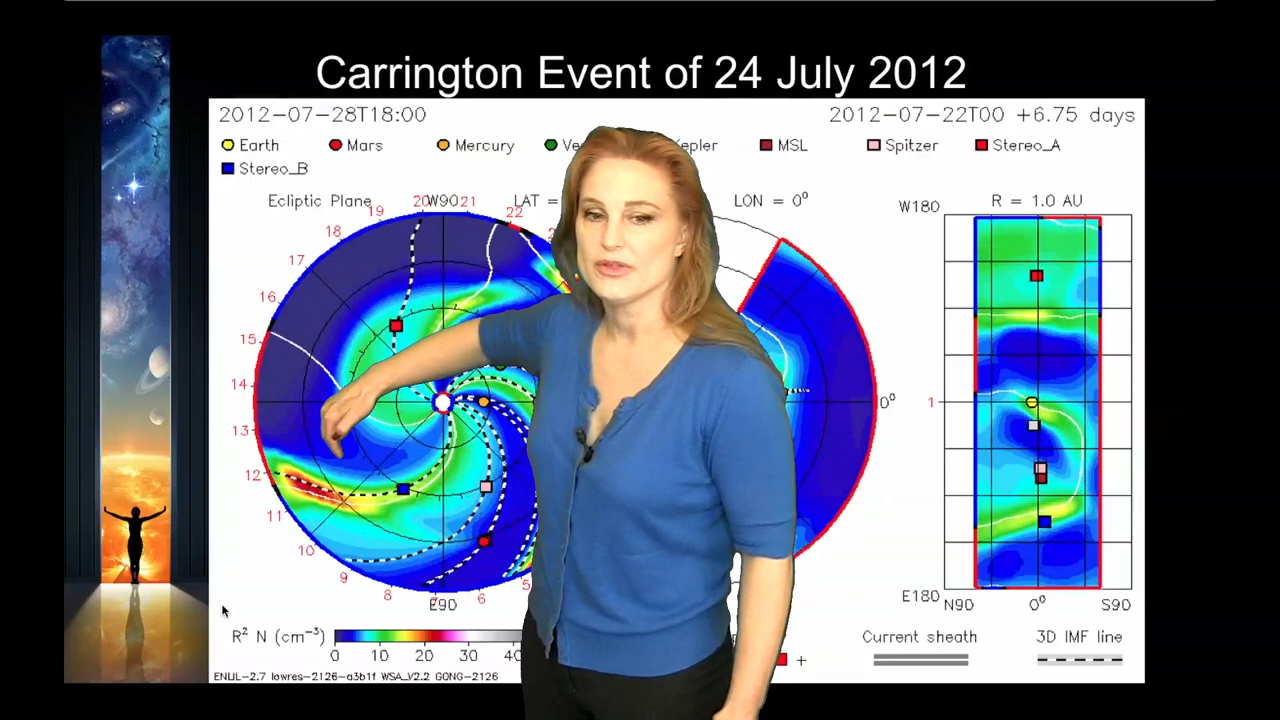 Carrington Event of 24 July 2012
2012-07-28T18:00 2012-07-22T00 +6.75 days
Earth Mars Mercury MSL Spitzer Stereo_A
Stereo_B
Ecliptic Plane W90 LAT = LON = 0° W180 R = 1.0 AU
19 20 21 22
18
17
16
15
14 0° 1
13
12
11
10
9
8 6 5
E90 E180 N90 0° S90
R² N (cm⁻³) Current sheath 3D IMF line
0 10 20 30 +
ENLIL-2.7 lowres-2126-a3b1f WSA_V2.2 GONG-2126